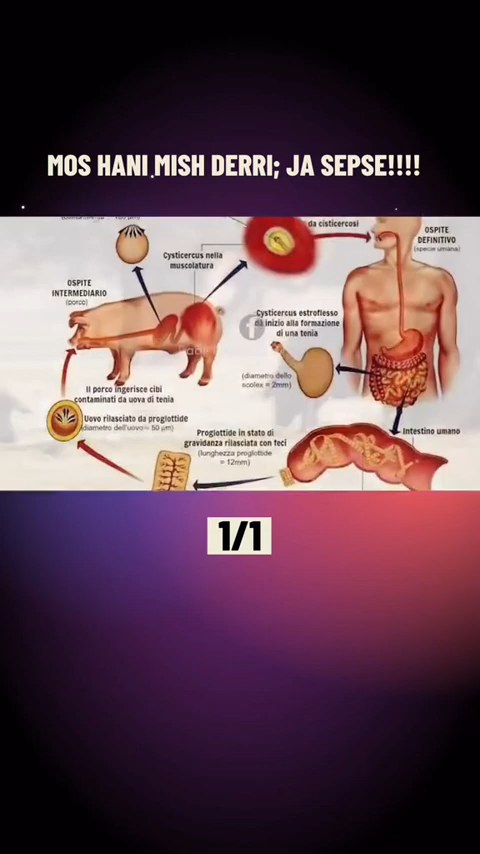 MOS HANI MISH DERRI; JA SEPSE!!!!
da cisticercosi
OSPITE
DEFINITIVO
(specie umana)
Cysticercus nella
muscolatura
OSPITE
INTERMEDIARIO
(porco)
Cysticercus estroflesso
dà inizio alla formazione
di una tenia
(diametro dello
scolex = 2mm)
Il porco ingerisce cibi
contaminati da uova di tenia
Uovo rilasciato da proglottide
(diametro dell'uovo= 50 µm)
Proglottide in stato di
gravidanza rilasciata con feci
(lunghezza proglottide
= 12mm)
Intestino umano
1/1